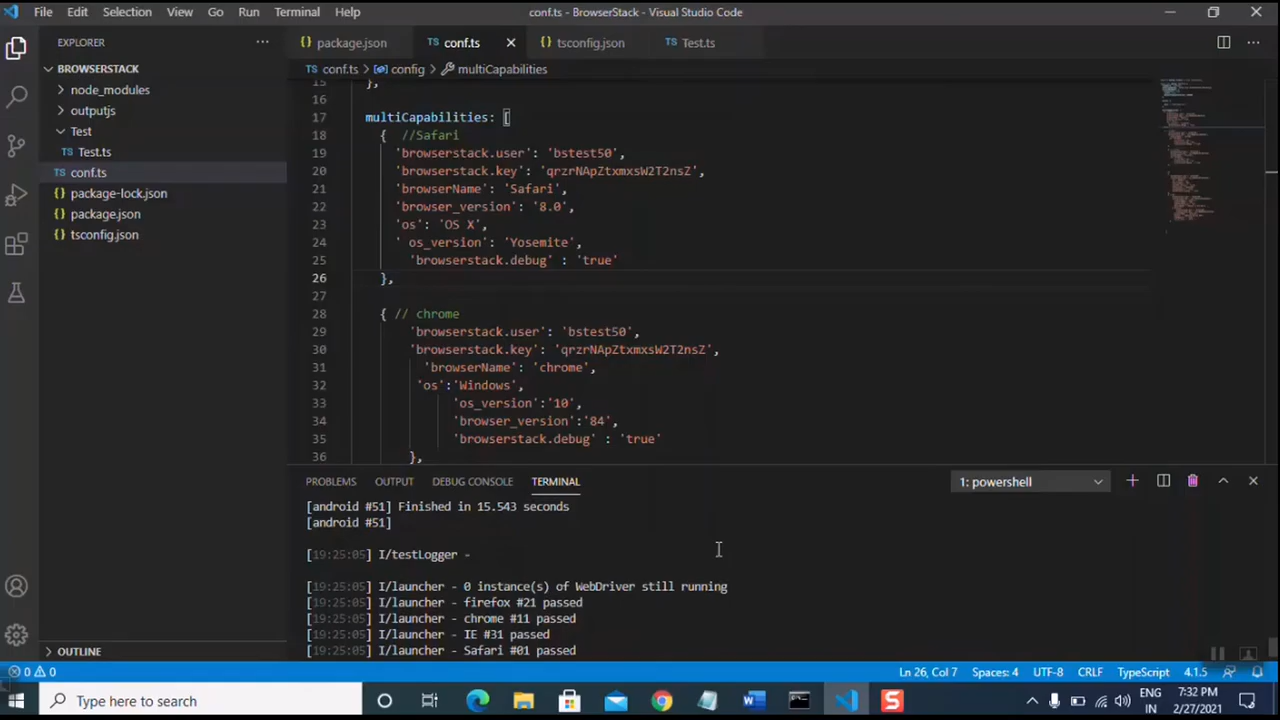 File Edit Selection View Go Run Terminal Help
conf.ts - BrowserStack - Visual Studio Code
EXPLORER
BROWSERSTACK
node_modules
outputjs
Test
TS Test.ts
TS conf.ts
{} package-lock.json
{} package.json
{} tsconfig.json
OUTLINE
{} package.json TS conf.ts {} tsconfig.json TS Test.ts
TS conf.ts > config > multiCapabilities
15 },
16
17 multiCapabilities: [
18 { //Safari
19 'browserstack.user': 'bstest50',
20 'browserstack.key': 'qrzrNApZtxmxsW2T2nsZ',
21 'browserName': 'Safari',
22 'browser_version': '8.0',
23 'os': 'OS X',
24 ' os_version': 'Yosemite',
25 'browserstack.debug' : 'true'
26 },
27
28 { // chrome
29 'browserstack.user': 'bstest50',
30 'browserstack.key': 'qrzrNApZtxmxsW2T2nsZ',
31 'browserName': 'chrome',
32 'os':'Windows',
33 'os_version':'10',
34 'browser_version':'84',
35 'browserstack.debug' : 'true'
36 },
PROBLEMS OUTPUT DEBUG CONSOLE TERMINAL
1: powershell
[android #51] Finished in 15.543 seconds
[android #51]
[19:25:05] I/testLogger -
[19:25:05] I/launcher - 0 instance(s) of WebDriver still running
[19:25:05] I/launcher - firefox #21 passed
[19:25:05] I/launcher - chrome #11 passed
[19:25:05] I/launcher - IE #31 passed
[19:25:05] I/launcher - Safari #01 passed
0 0
Ln 26, Col 7 Spaces: 4 UTF-8 CRLF TypeScript 4.1.5
Type here to search
ENG
IN
7:32 PM
2/27/2021